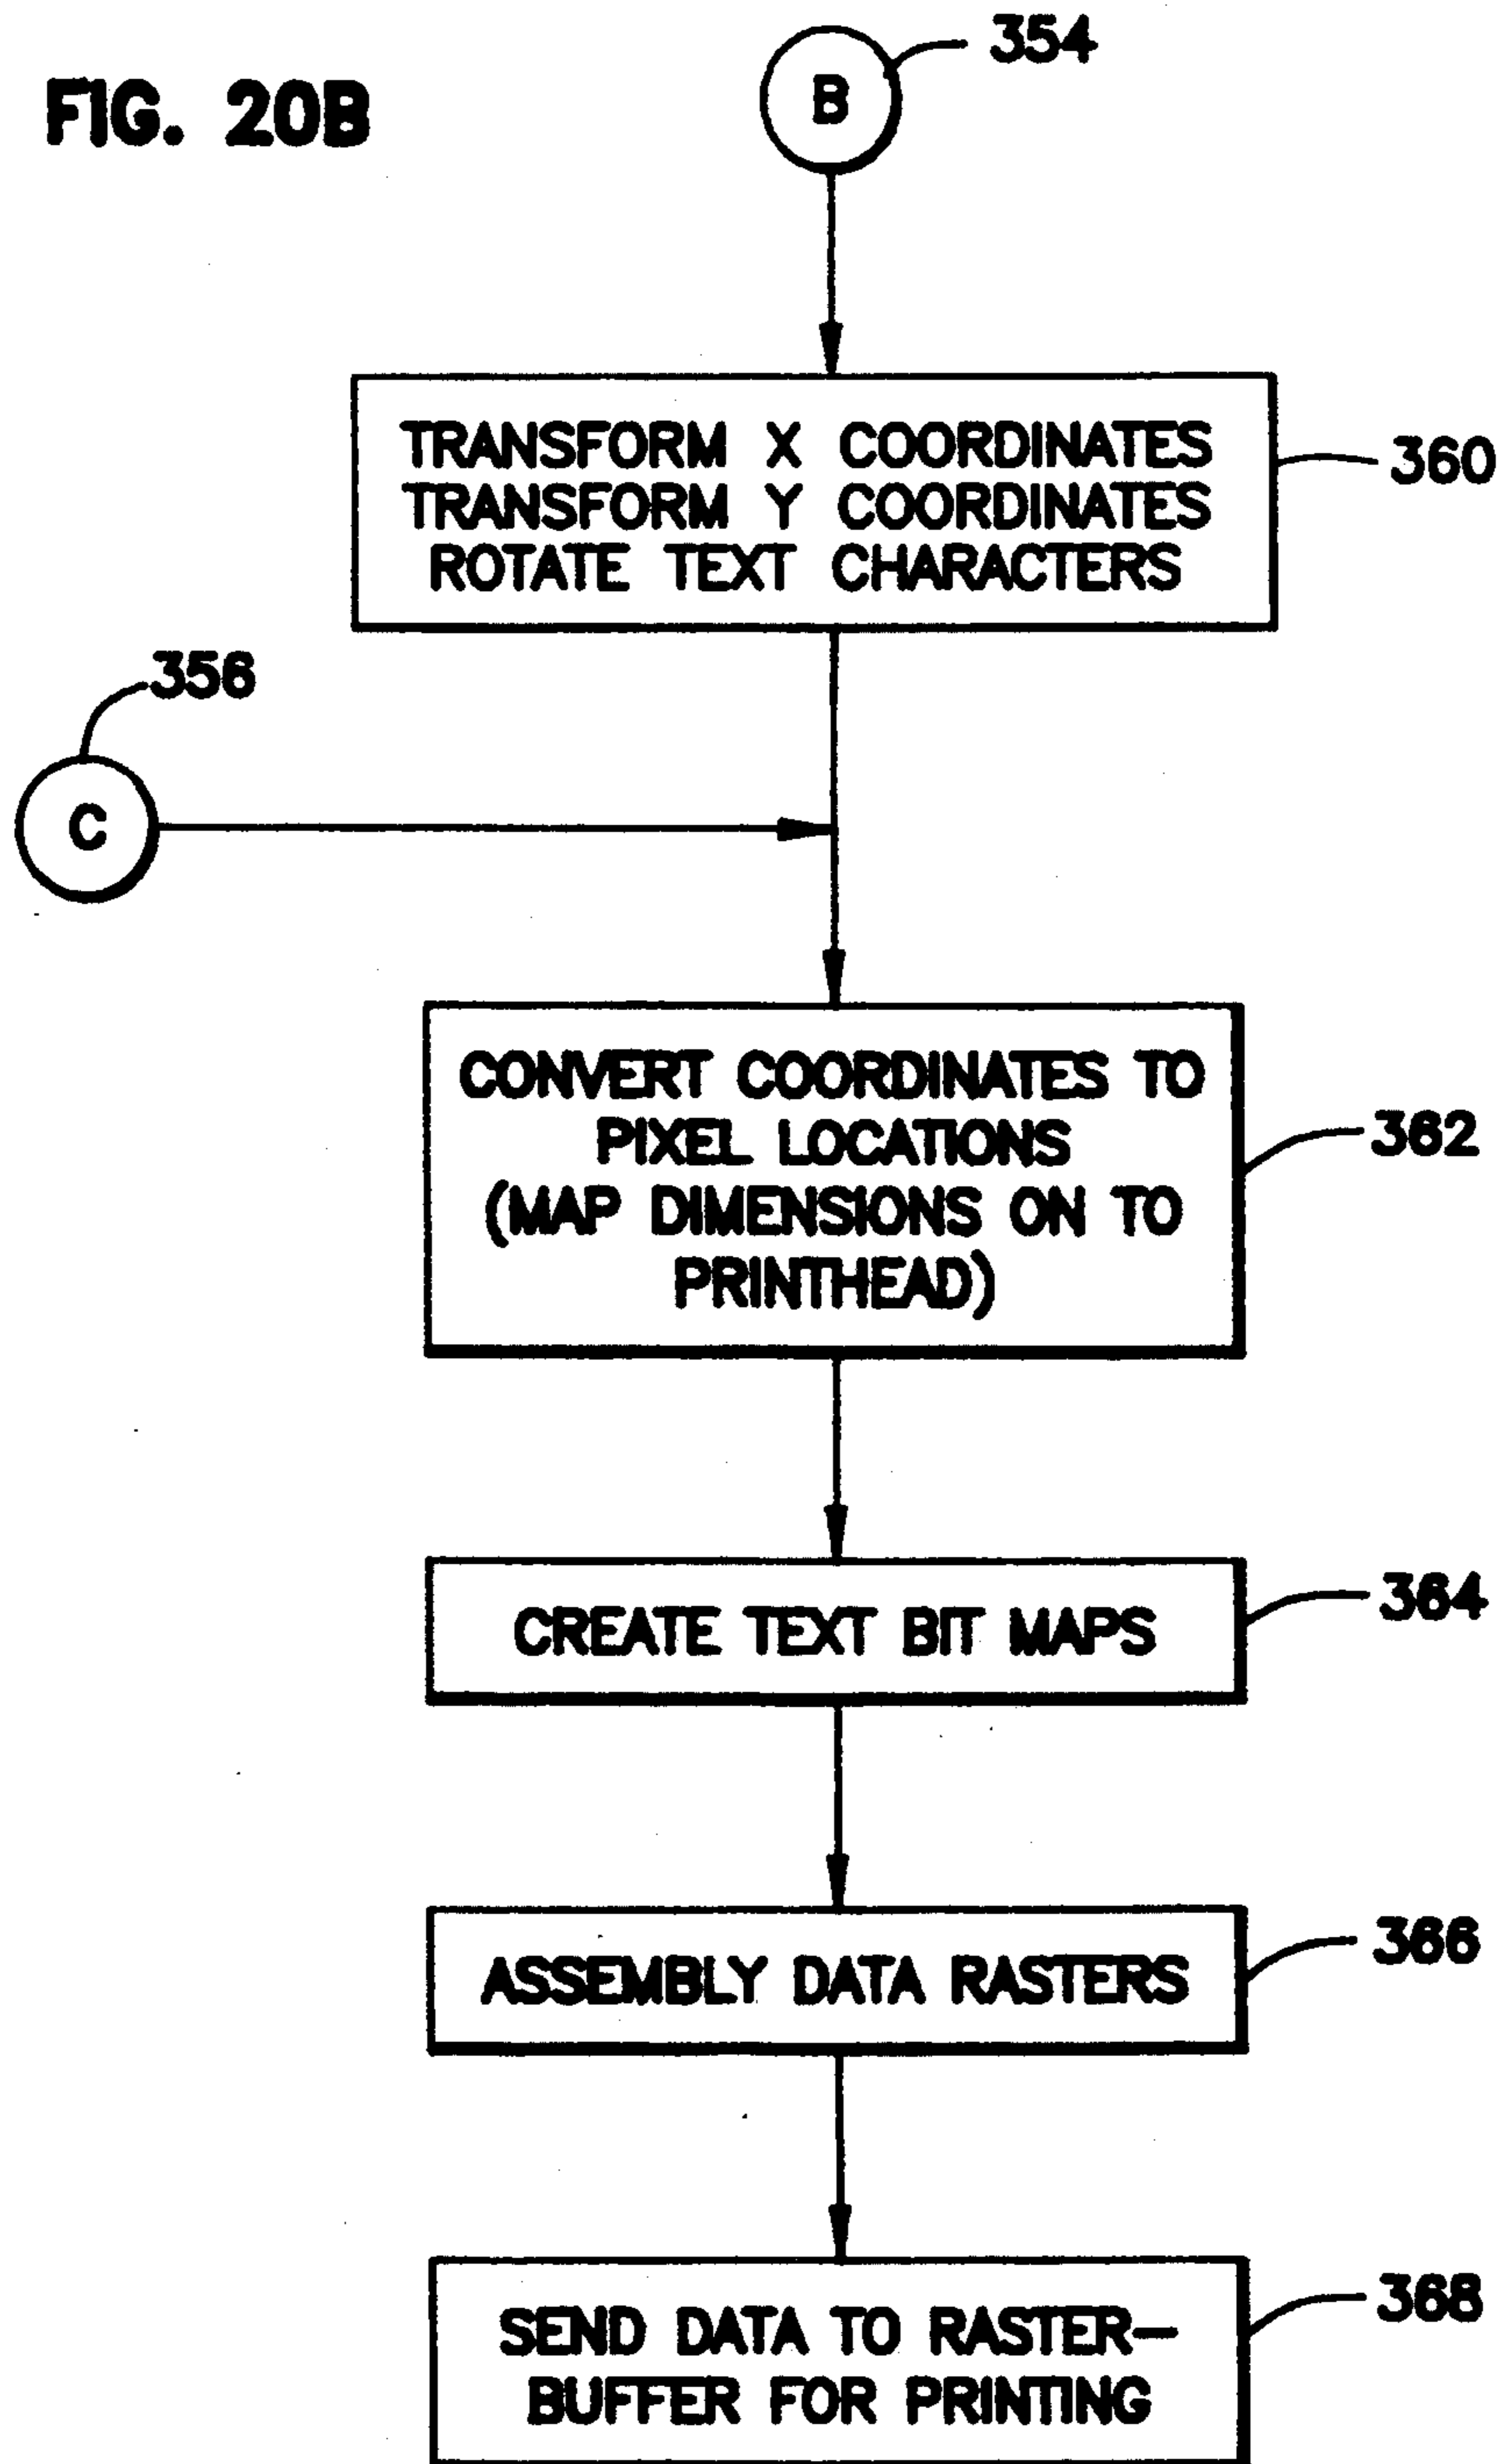 FIG. 20B
354
B
TRANSFORM X COORDINATES
TRANSFORM Y COORDINATES
ROTATE TEXT CHARACTERS
360
356
C
CONVERT COORDINATES TO
PIXEL LOCATIONS
(MAP DIMENSIONS ON TO
PRINTHEAD)
362
CREATE TEXT BIT MAPS
364
ASSEMBLY DATA RASTERS
366
SEND DATA TO RASTER-
BUFFER FOR PRINTING
368